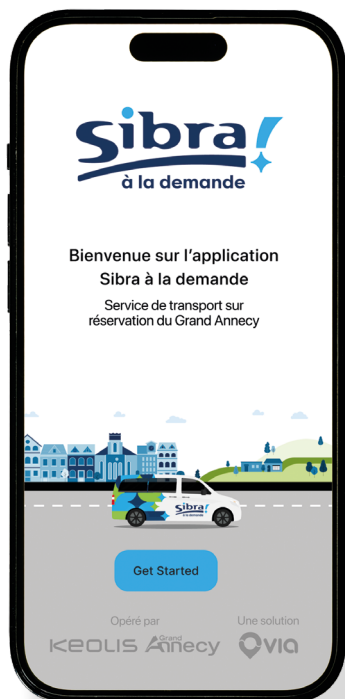 Sibra!
à la demande
Bienvenue sur l'application
Sibra à la demande
Service de transport sur
réservation du Grand Annecy
Sibra!
Get Started
Opéré par
Une solution
KEOLIS Grand Annecy via